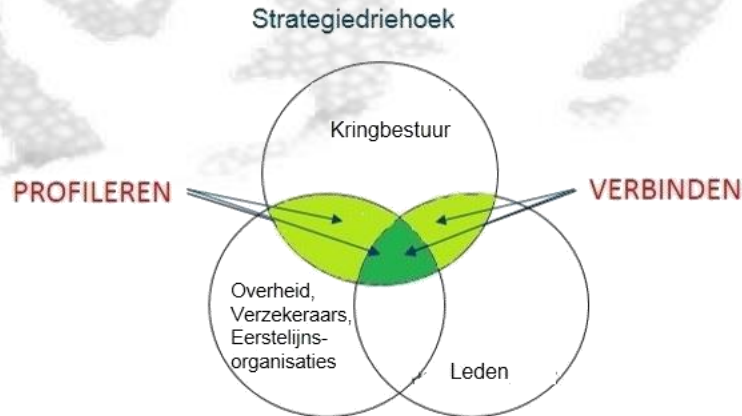 Strategiedriehoek
Kringbestuur
PROFILEREN
VERBINDEN
Overheid,
Verzekeraars,
Eerstelijns-
organisaties
Leden